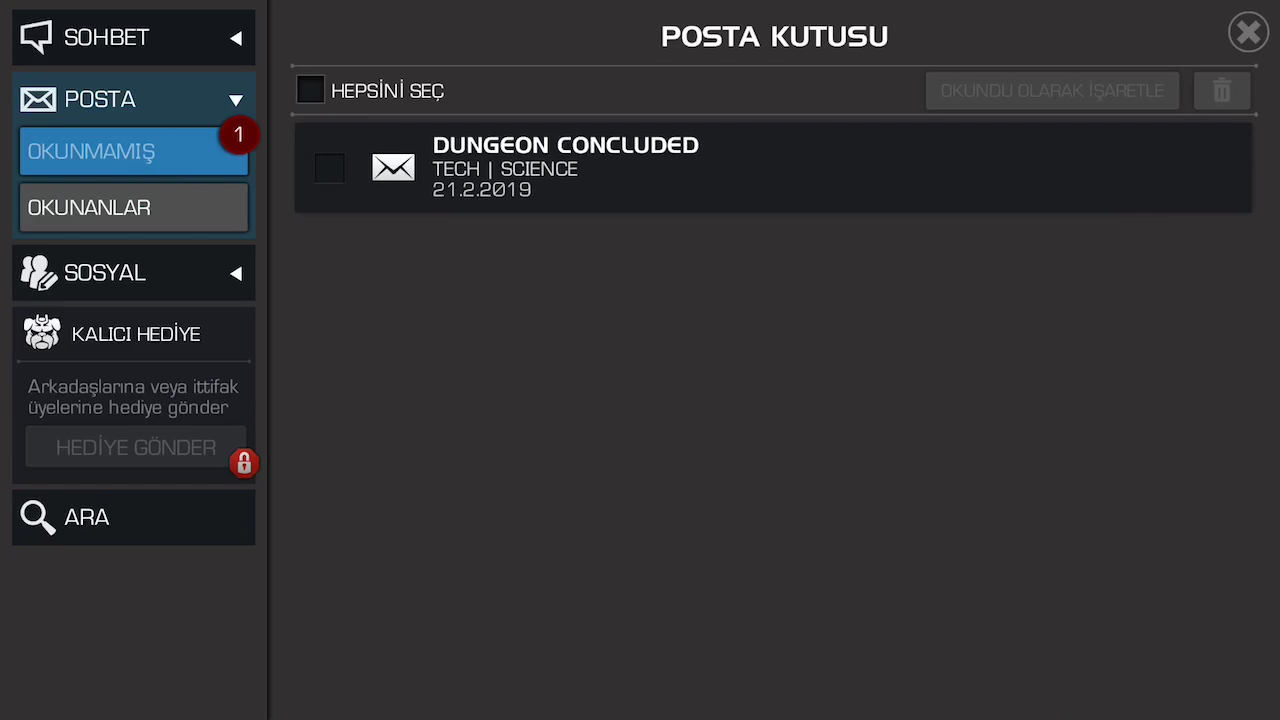 SOHBET
POSTA
1
OKUNMAMIŞ
OKUNANLAR
SOSYAL
KALICI HEDİYE
Arkadaşlarına veya ittifak
üyelerine hediye gönder
HEDİYE GÖNDER
ARA
POSTA KUTUSU
HEPSİNİ SEÇ
OKUNDU OLARAK İŞARETLE
DUNGEON CONCLUDED
TECH | SCIENCE
21.2.2019